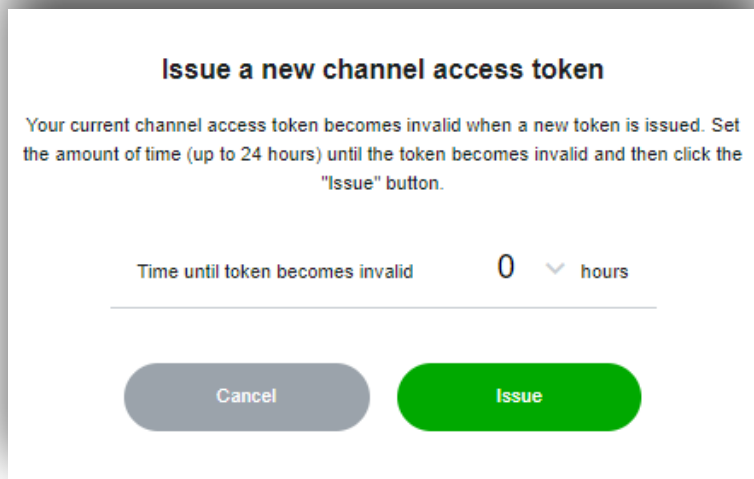 Issue a new channel access token
Your current channel access token becomes invalid when a new token is issued. Set
the amount of time (up to 24 hours) until the token becomes invalid and then click the
"Issue" button.
Time until token becomes invalid 0 hours
Cancel Issue